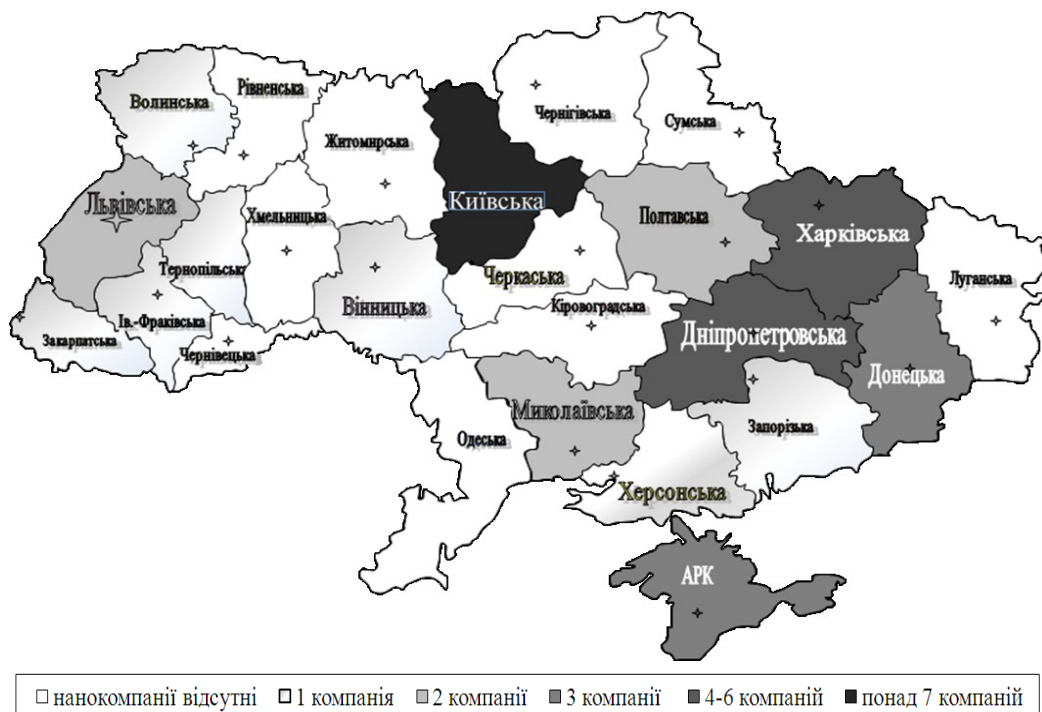 Волинська
Рівненська
Житомирська
Чернігівська
Сумська
Київська
Львівська
Хмельницька
Полтавська
Харківська
Луганська
Тернопільськ
Черкаська
Вінницька
Кіровоградська
Ів.-Фраківська
Закарпатська
Чернівецька
Дніпропетровська
Донецька
Миколаївська
Одеська
Запорізька
Херсонська
АРК
нанокомпанії відсутні 1 компанія 2 компанії 3 компанії 4-6 компаній понад 7 компаній